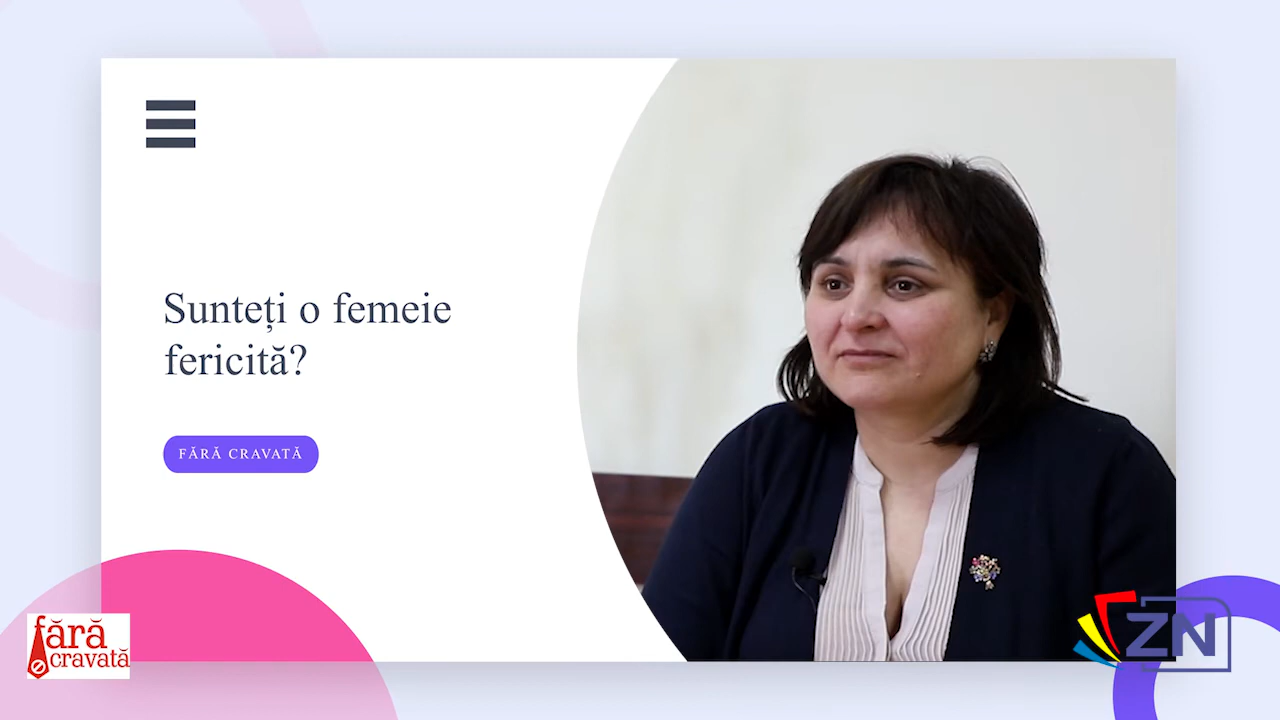 Sunteți o femeie
fericită?
FĂRĂ CRAVATĂ
fără
cravată
ZN